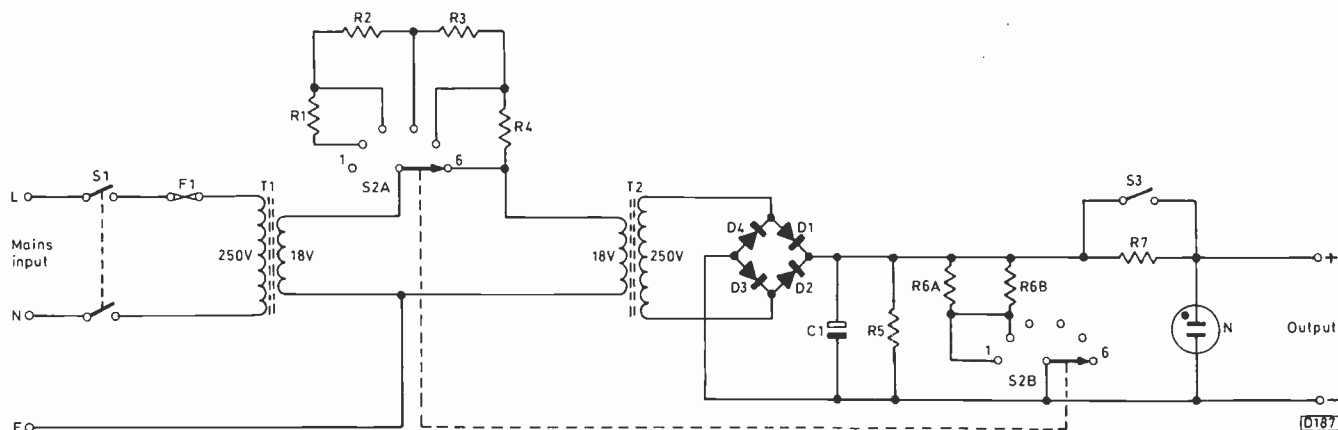 R2
R3
R1
R4
1
6
S2A
L
S1
F1
T1
T2
S3
Mains
input
250V
18V
18V
250V
D4
D1
D3
D2
R7
R6A
R6B
+
N
C1
R5
N
Output
1
6
S2B
E
−
D187